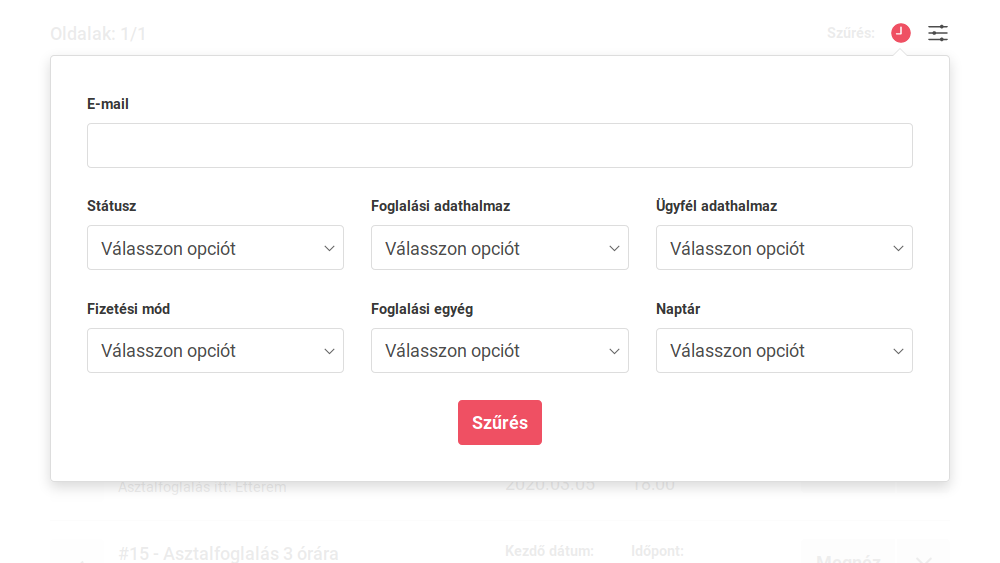 Oldalak: 1/1 Szűrés:
E-mail
Státusz Foglalási adathalmaz Ügyfél adathalmaz
Válasszon opciót Válasszon opciót Válasszon opciót
Fizetési mód Foglalási egyég Naptár
Válasszon opciót Válasszon opciót Válasszon opciót
Szűrés
Asztalfoglalás itt: Étterem 2020.03.05 18:00
#15 - Asztalfoglalás 3 órára Kezdő dátum: Időpont:
Megnéz